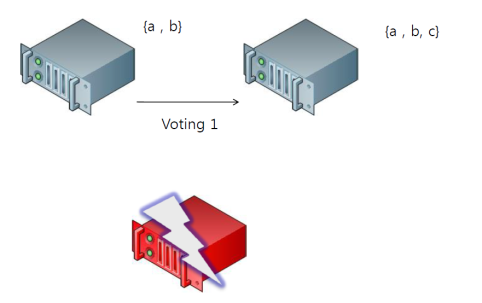 {a , b}
{a , b, c}
Voting 1